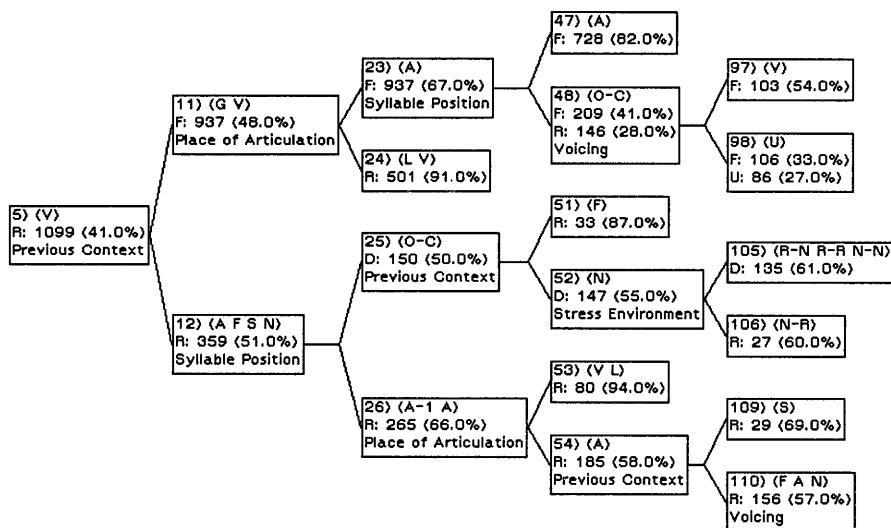 5) (V)
R: 1099 (41.0%)
Previous Context
11) (G V)
F: 937 (48.0%)
Place of Articulation
12) (A F S N)
R: 359 (51.0%)
Syllable Position
23) (A)
F: 937 (67.0%)
Syllable Position
24) (L V)
R: 501 (91.0%)
25) (O-C)
D: 150 (50.0%)
Previous Context
26) (A-1 A)
R: 265 (66.0%)
Place of Articulation
47) (A)
F: 728 (82.0%)
48) (O-C)
F: 209 (41.0%)
R: 146 (28.0%)
Voicing
51) (F)
R: 33 (87.0%)
52) (N)
D: 147 (55.0%)
Stress Environment
53) (V L)
R: 80 (94.0%)
54) (A)
R: 185 (58.0%)
Previous Context
97) (V)
F: 103 (54.0%)
98) (U)
F: 106 (33.0%)
U: 86 (27.0%)
105) (R-N R-R N-N)
D: 135 (61.0%)
106) (N-R)
R: 27 (60.0%)
109) (S)
R: 29 (69.0%)
110) (F A N)
R: 156 (57.0%)
Voicing